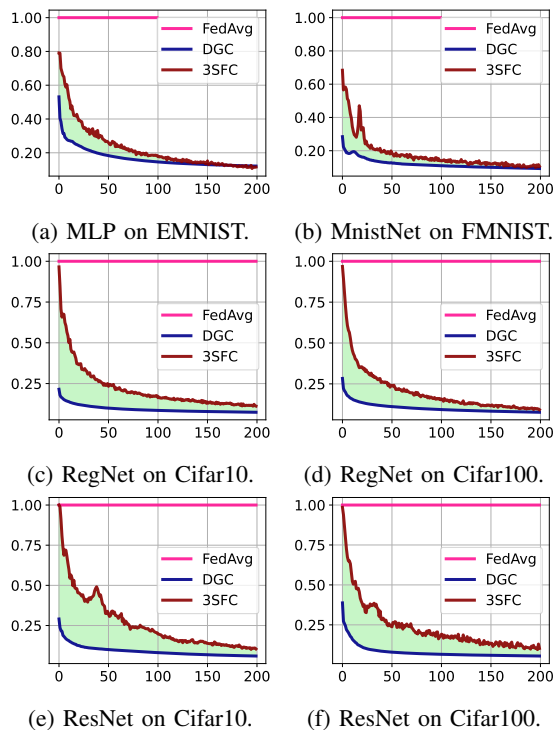 1.00
0.80
0.60
0.40
0.20
FedAvg
DGC
3SFC
0 50 100 150 200
(a) MLP on EMNIST.
1.00
0.80
0.60
0.40
0.20
FedAvg
DGC
3SFC
0 50 100 150 200
(b) MnistNet on FMNIST.
1.00
0.75
0.50
0.25
FedAvg
DGC
3SFC
0 50 100 150 200
(c) RegNet on Cifar10.
1.00
0.75
0.50
0.25
FedAvg
DGC
3SFC
0 50 100 150 200
(d) RegNet on Cifar100.
1.00
0.75
0.50
0.25
FedAvg
DGC
3SFC
0 50 100 150 200
(e) ResNet on Cifar10.
1.00
0.75
0.50
0.25
FedAvg
DGC
3SFC
0 50 100 150 200
(f) ResNet on Cifar100.